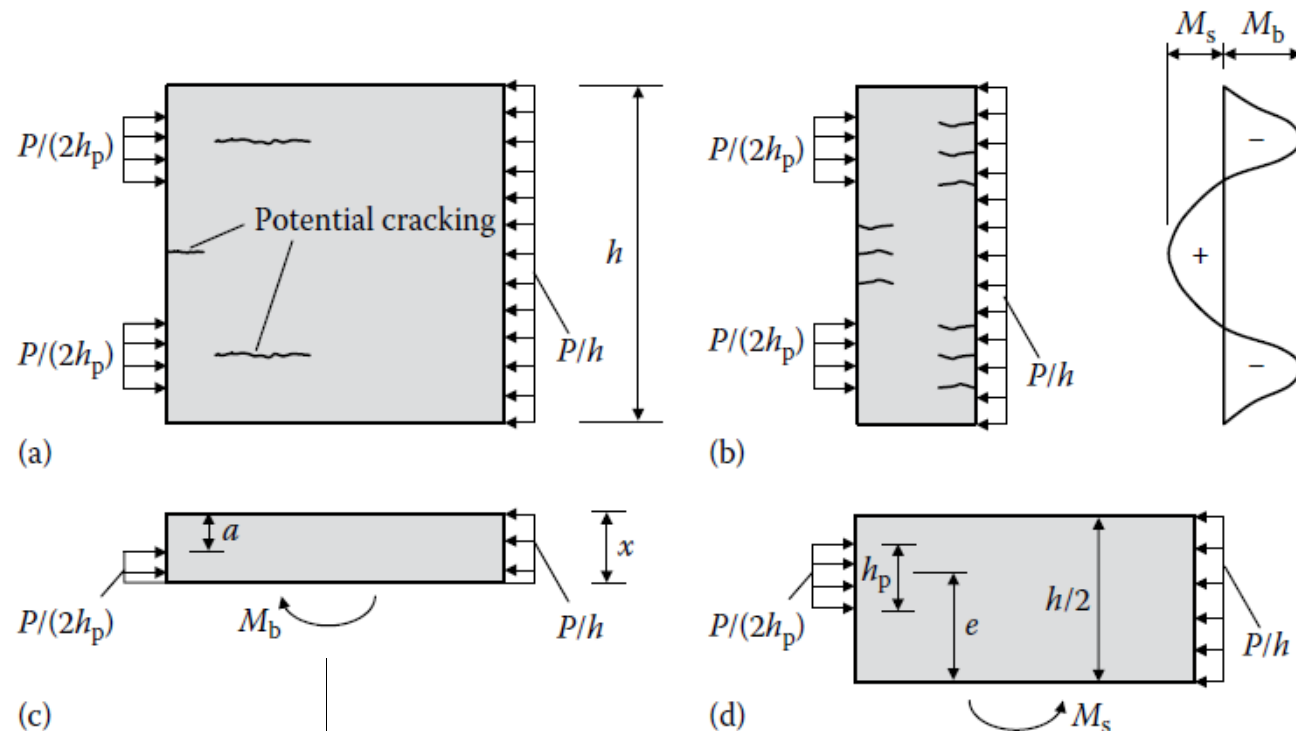 M_s M_b
P/(2h_p)
Potential cracking
h
P/(2h_p)
P/h
(a)
P/(2h_p)
P/(2h_p)
P/h
−
+
−
(b)
a
x
P/(2h_p)
M_b
P/h
(c)
h_p
h/2
P/(2h_p)
e
P/h
M_s
(d)